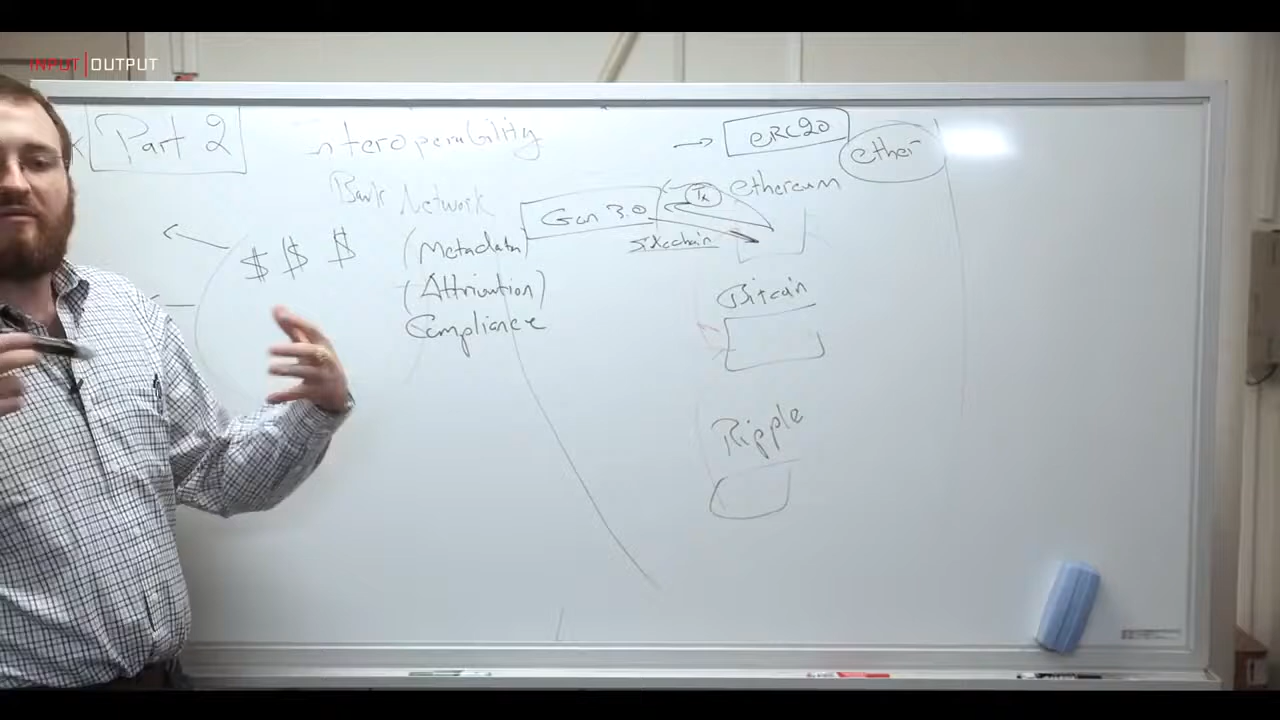 INPUT|OUTPUT
Part 2
nteroperability
Bank Network
$ $ $
(Metadata)
(Attribution)
Compliance
Gen 3.0
Tx
→ ERC20
ether
ethereum
Bitcoin
Ripple